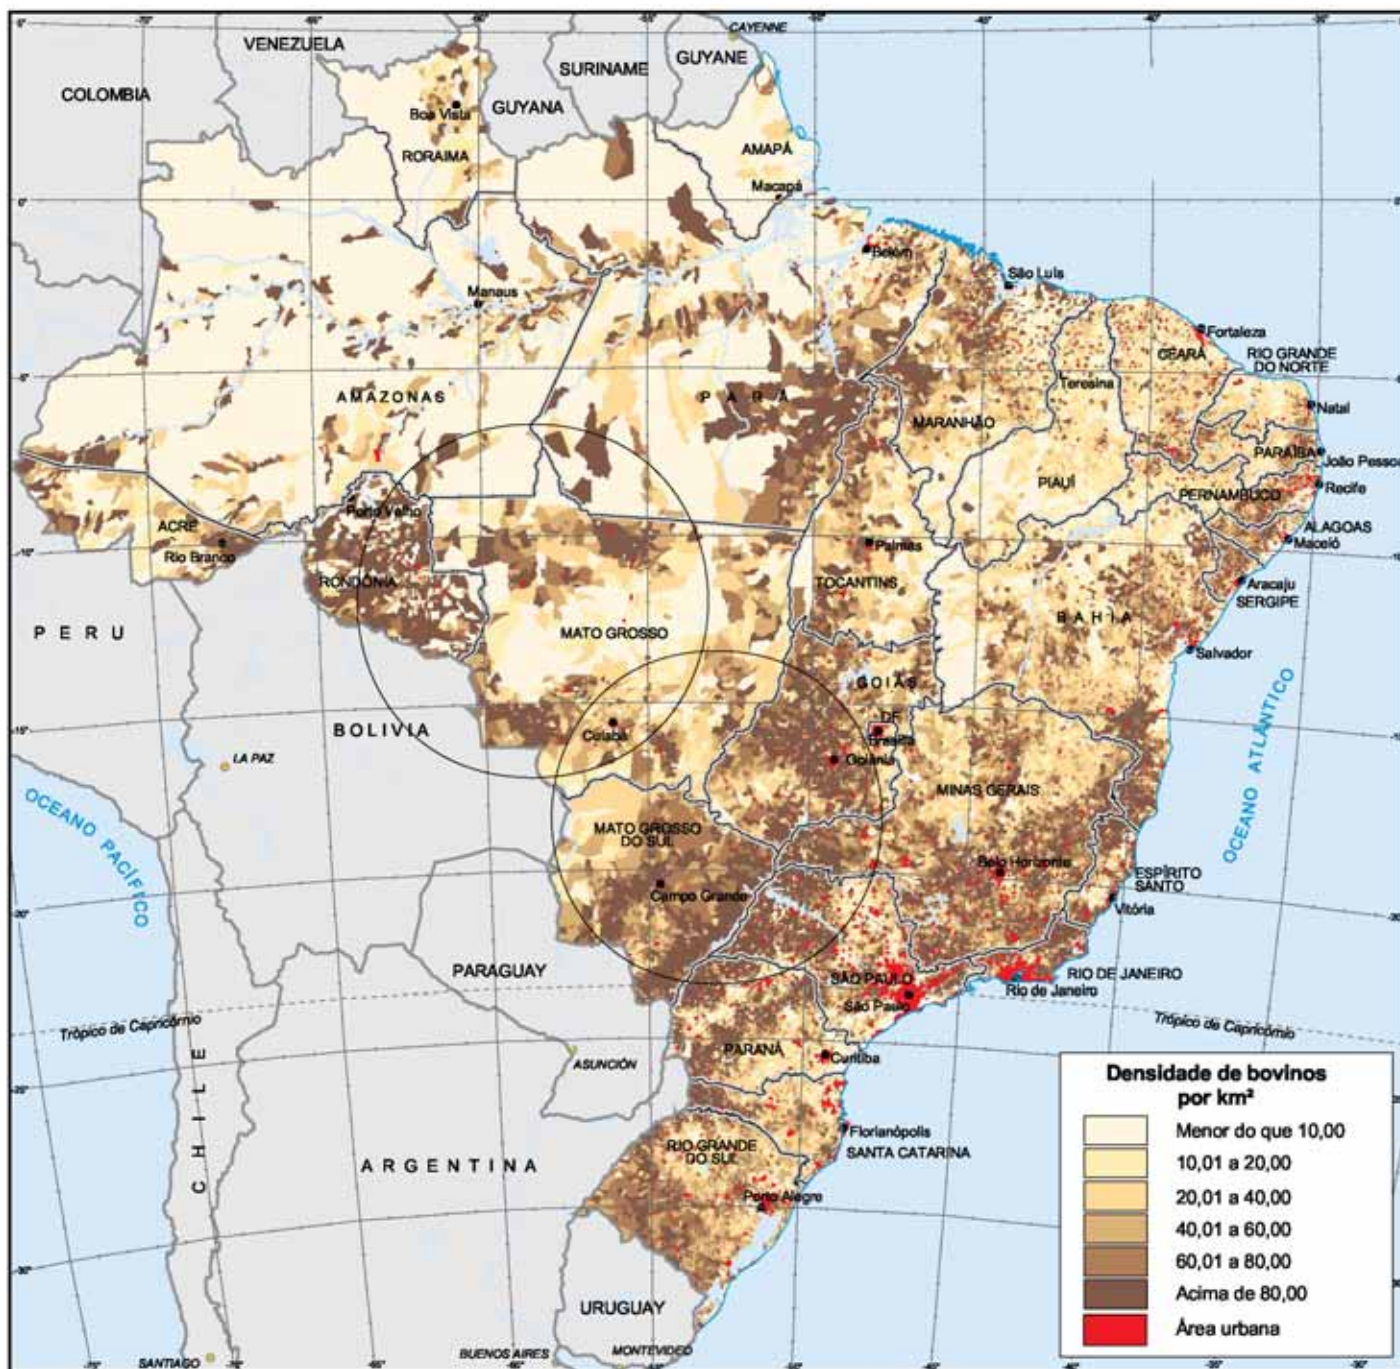 CAYENNE
VENEZUELA
GUYANE
SURINAME
COLOMBIA
GUYANA
Boa Vista
RORAIMA
AMAPÁ
Macapá
Belém
São Luís
Manaus
Fortaleza
CEARÁ
RIO GRANDE
DO NORTE
Teresina
AMAZONAS
PARÁ
Natal
MARANHÃO
PARAÍBA
João Pessoa
PIAUÍ
Recife
PERNAMBUCO
Porto Velho
ACRE
ALAGOAS
Maceió
Rio Branco
Palmas
RONDÔNIA
TOCANTINS
Aracaju
SERGIPE
PERU
MATO GROSSO
BAHIA
Salvador
GOIÁS
DF
Brasília
BOLIVIA
Cuiabá
Goiânia
LA PAZ
OCEANO ATLÂNTICO
MINAS GERAIS
OCEANO PACÍFICO
MATO GROSSO
DO SUL
Belo Horizonte
ESPÍRITO
SANTO
Campo Grande
Vitória
PARAGUAY
SÃO PAULO
RIO DE JANEIRO
São Paulo
Rio de Janeiro
Trópico de Capricórnio
Trópico de Capricórnio
PARANÁ
Curitiba
CHILE
ASUNCIÓN
Florianópolis
SANTA CATARINA
RIO GRANDE
DO SUL
ARGENTINA
Porto Alegre
URUGUAY
BUENOS AIRES
MONTEVIDEO
SANTIAGO
Densidade de bovinos
por km²
Menor do que 10,00
10,01 a 20,00
20,01 a 40,00
40,01 a 60,00
60,01 a 80,00
Acima de 80,00
Área urbana